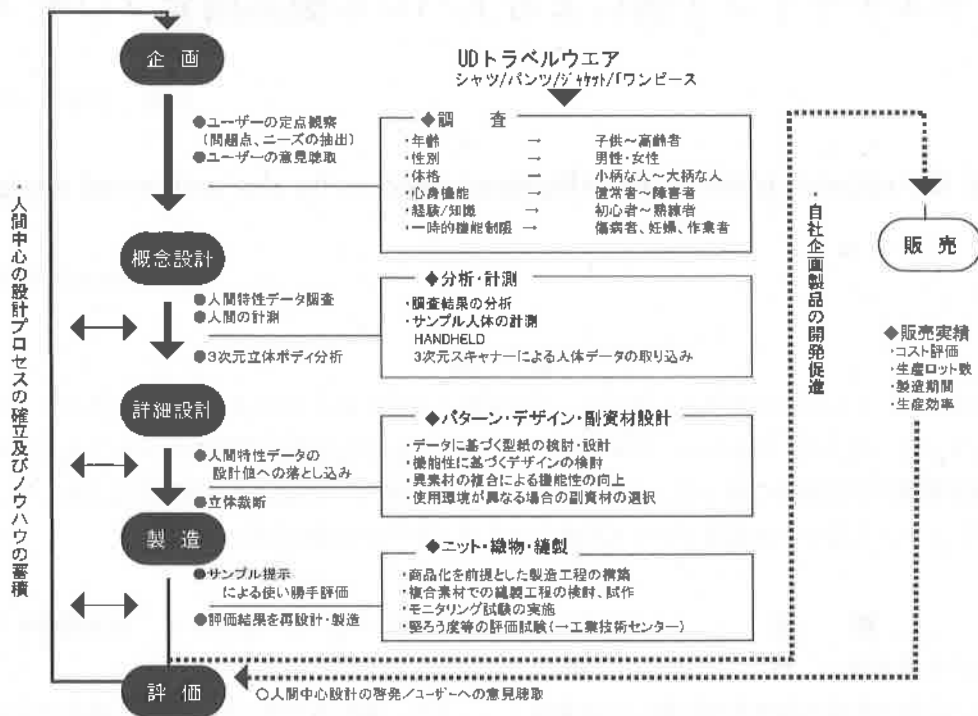 企 画
UDトラベルウエア
シャツ/パンツ/ジャケット/「ワンピース
●ユーザーの定点観察
(問題点、ニーズの抽出)
●ユーザーの意見聴取
◆調 査
・年齢 → 子供～高齢者
・性別 → 男性・女性
・体格 → 小柄な人～大柄な人
・心身機能 → 健常者～障害者
・経験/知識 → 初心者～熟練者
・一時的機能制限 → 傷病者、妊婦、作業者
概念設計
●人間特性データ調査
●人間の計測
●3次元立体ボディ分析
◆分析・計測
・調査結果の分析
・サンプル人体の計測
HANDHELD
3次元スキャナーによる人体データの取り込み
詳細設計
●人間特性データの
設計値への落とし込み
●立体裁断
◆パターン・デザイン・副資材設計
・データに基づく型紙の検討・設計
・機能性に基づくデザインの検討
・異素材の複合による機能性の向上
・使用環境が異なる場合の副資材の選択
製 造
●サンプル提示
による使い勝手評価
●評価結果を再設計・製造
◆ニット・織物・縫製
・商品化を前提とした製造工程の構築
・複合素材での縫製工程の検討、試作
・モニタリング試験の実施
・堅ろう度等の評価試験(→工業技術センター)
評 価
○人間中心設計の啓発/ユーザーへの意見聴取
・人間中心の設計プロセスの確立及びノウハウの蓄積
・自社企画製品の開発促進
販 売
◆販売実績
・コスト評価
・生産ロット数
・製造期間
・生産効率